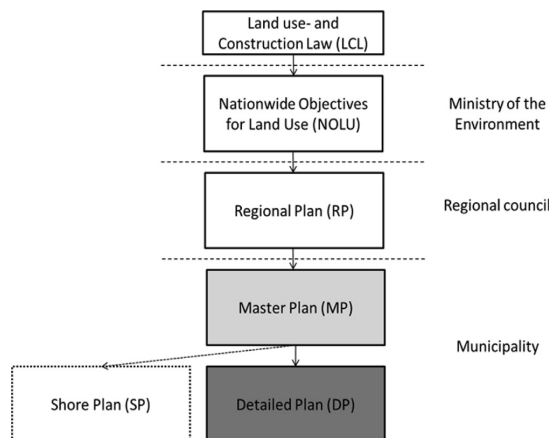 Land use- and
Construction Law (LCL)
Nationwide Objectives
for Land Use (NOLU)
Ministry of the
Environment
Regional Plan (RP)
Regional council
Master Plan (MP)
Municipality
Shore Plan (SP)
Detailed Plan (DP)